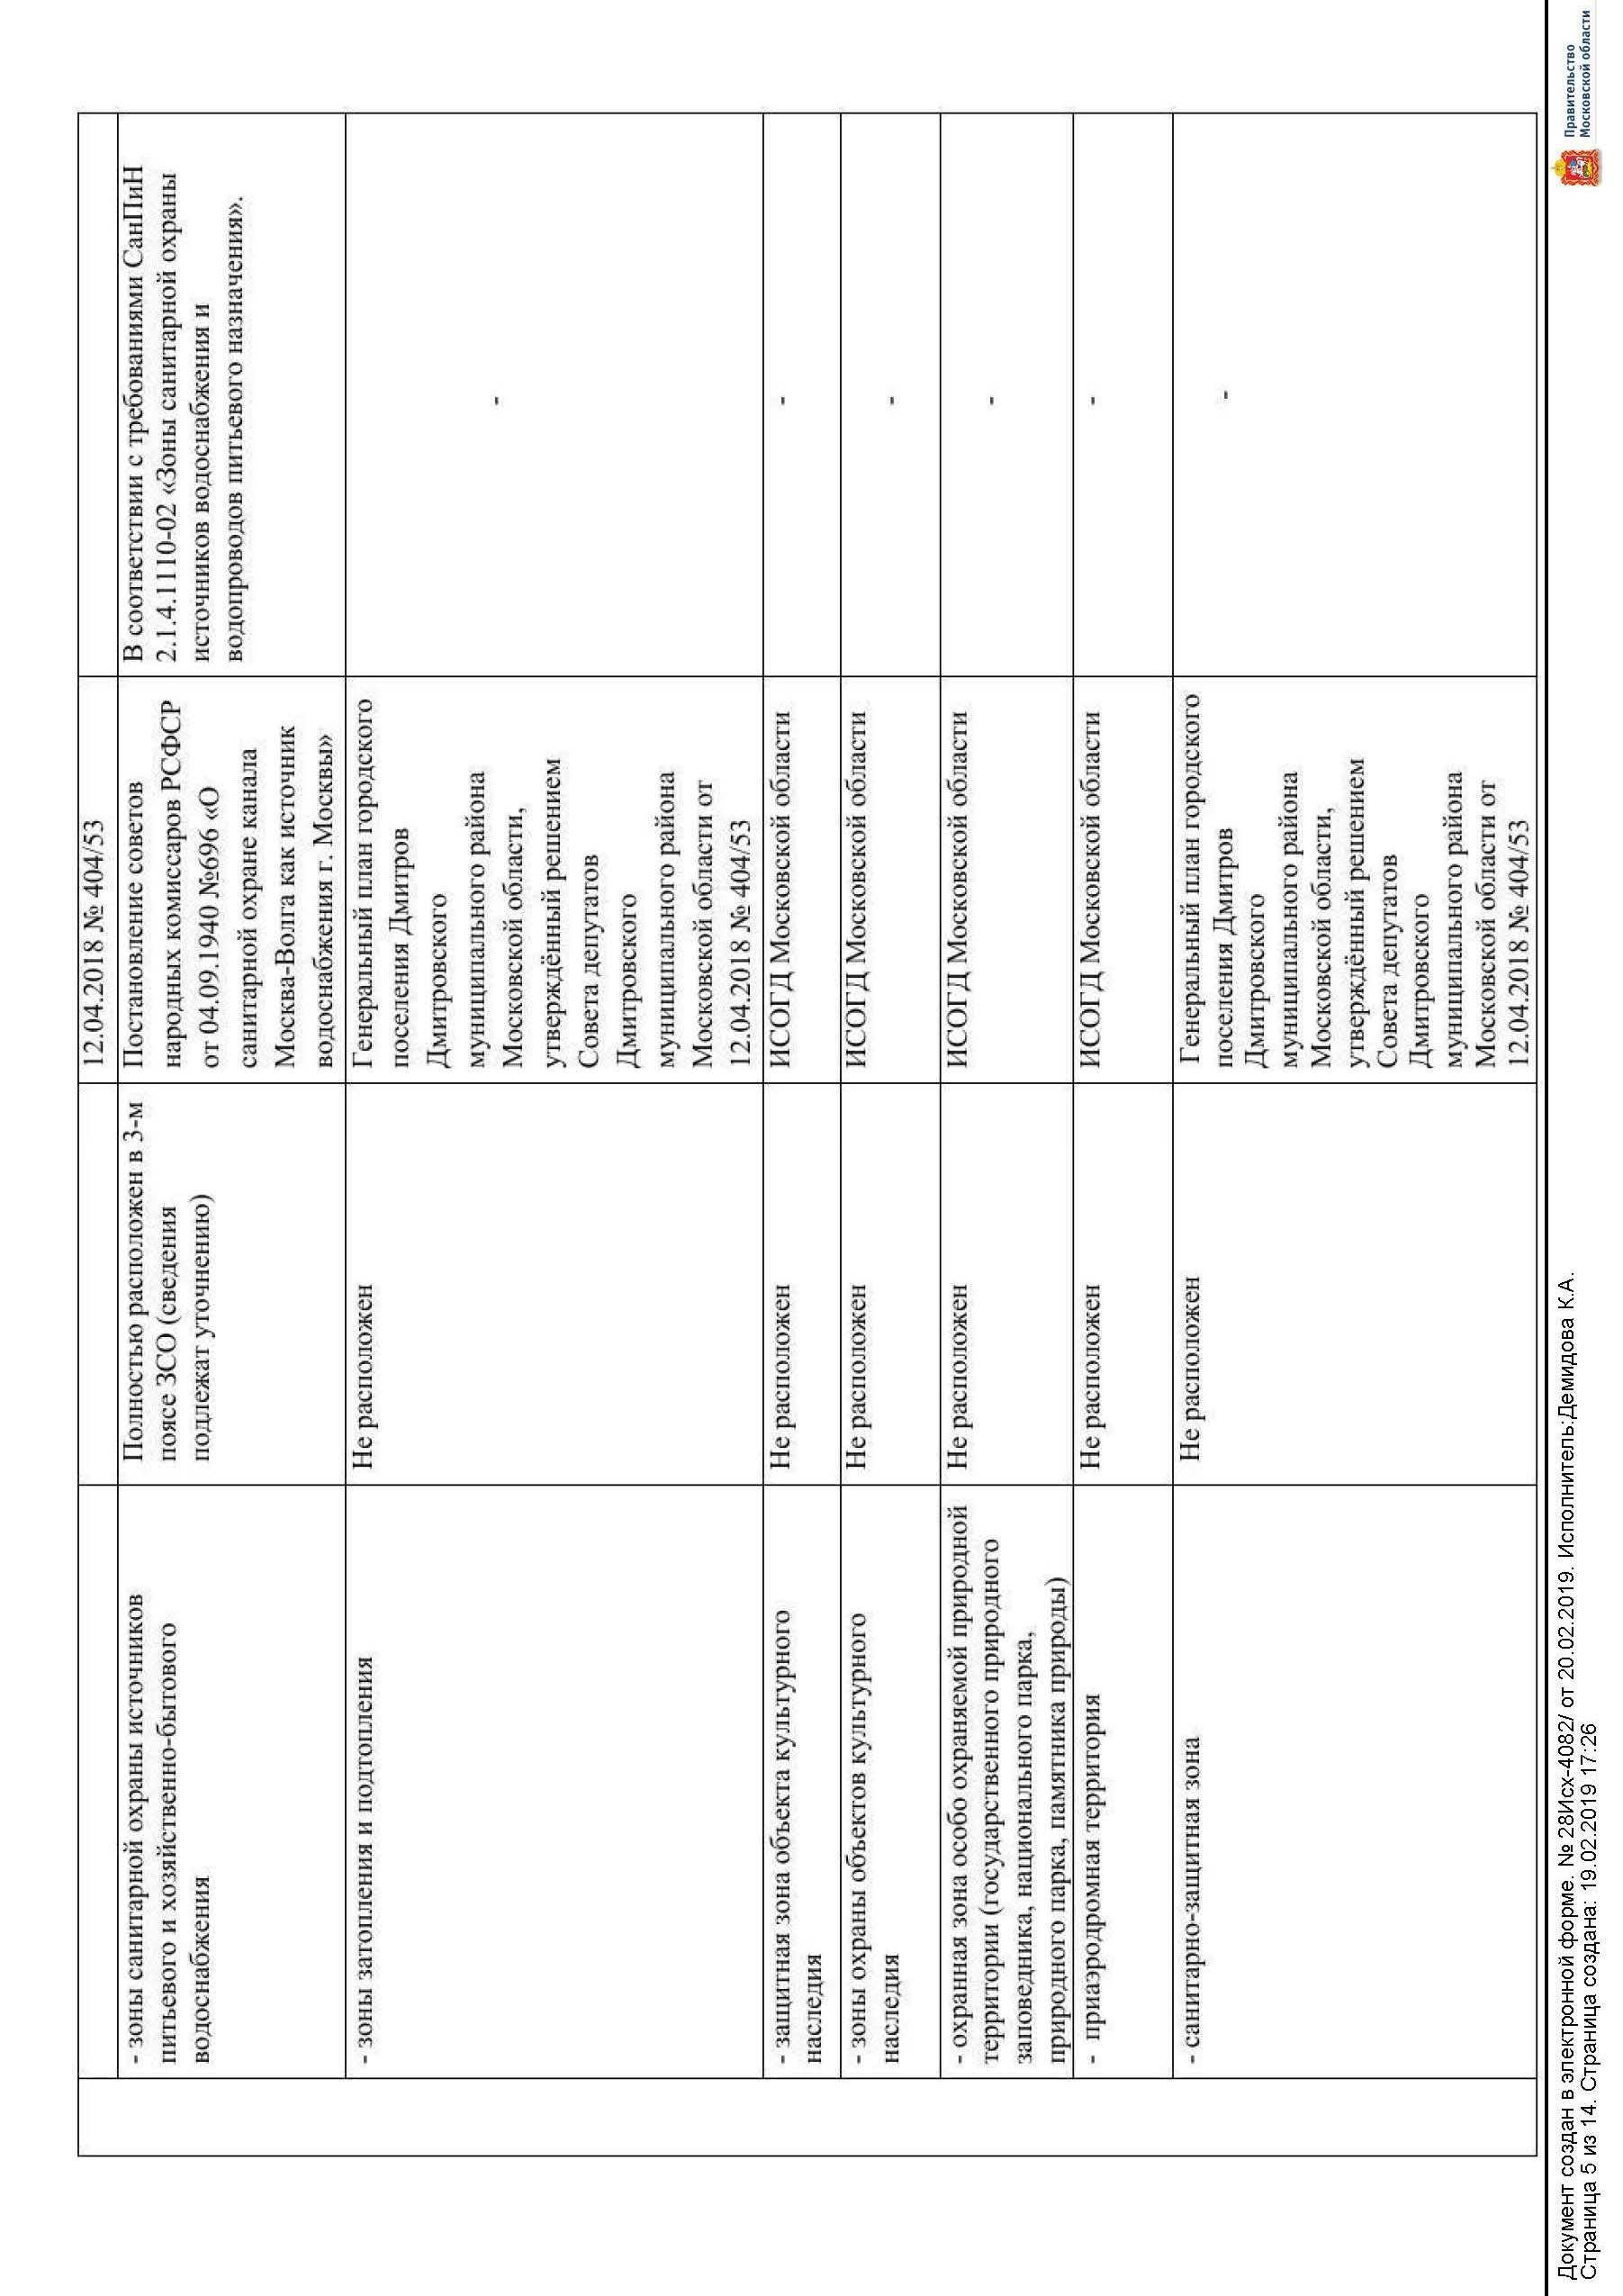 12.04.2018 № 404/53
- зоны санитарной охраны источников
питьевого и хозяйственно-бытового
водоснабжения
Полностью расположен в 3-м
поясе ЗСО (сведения
подлежат уточнению)
Постановление советов
народных комиссаров РСФСР
от 04.09.1940 №696 «О
санитарной охране канала
Москва-Волга как источник
водоснабжения г. Москвы»
В соответствии с требованиями СанПиН
2.1.4.1110-02 «Зоны санитарной охраны
источников водоснабжения и
водопроводов питьевого назначения».
- зоны затопления и подтопления
Не расположен
Генеральный план городского
поселения Дмитров
Дмитровского
муниципального района
Московской области,
утверждённый решением
Совета депутатов
Дмитровского
муниципального района
Московской области от
12.04.2018 № 404/53
-
- защитная зона объекта культурного
наследия
Не расположен
ИСОГД Московской области
-
- зоны охраны объектов культурного
наследия
Не расположен
ИСОГД Московской области
-
- охранная зона особо охраняемой природной
территории (государственного природного
заповедника, национального парка,
природного парка, памятника природы)
Не расположен
ИСОГД Московской области
-
- приаэродромная территория
Не расположен
ИСОГД Московской области
-
- санитарно-защитная зона
Не расположен
Генеральный план городского
поселения Дмитров
Дмитровского
муниципального района
Московской области,
утверждённый решением
Совета депутатов
Дмитровского
муниципального района
Московской области от
12.04.2018 № 404/53
-
Документ создан в электронной форме. № 28Исх-4082/ от 20.02.2019. Исполнитель:Демидова К.А.
Страница 5 из 14. Страница создана: 19.02.2019 17:26
Правительство
Московской области